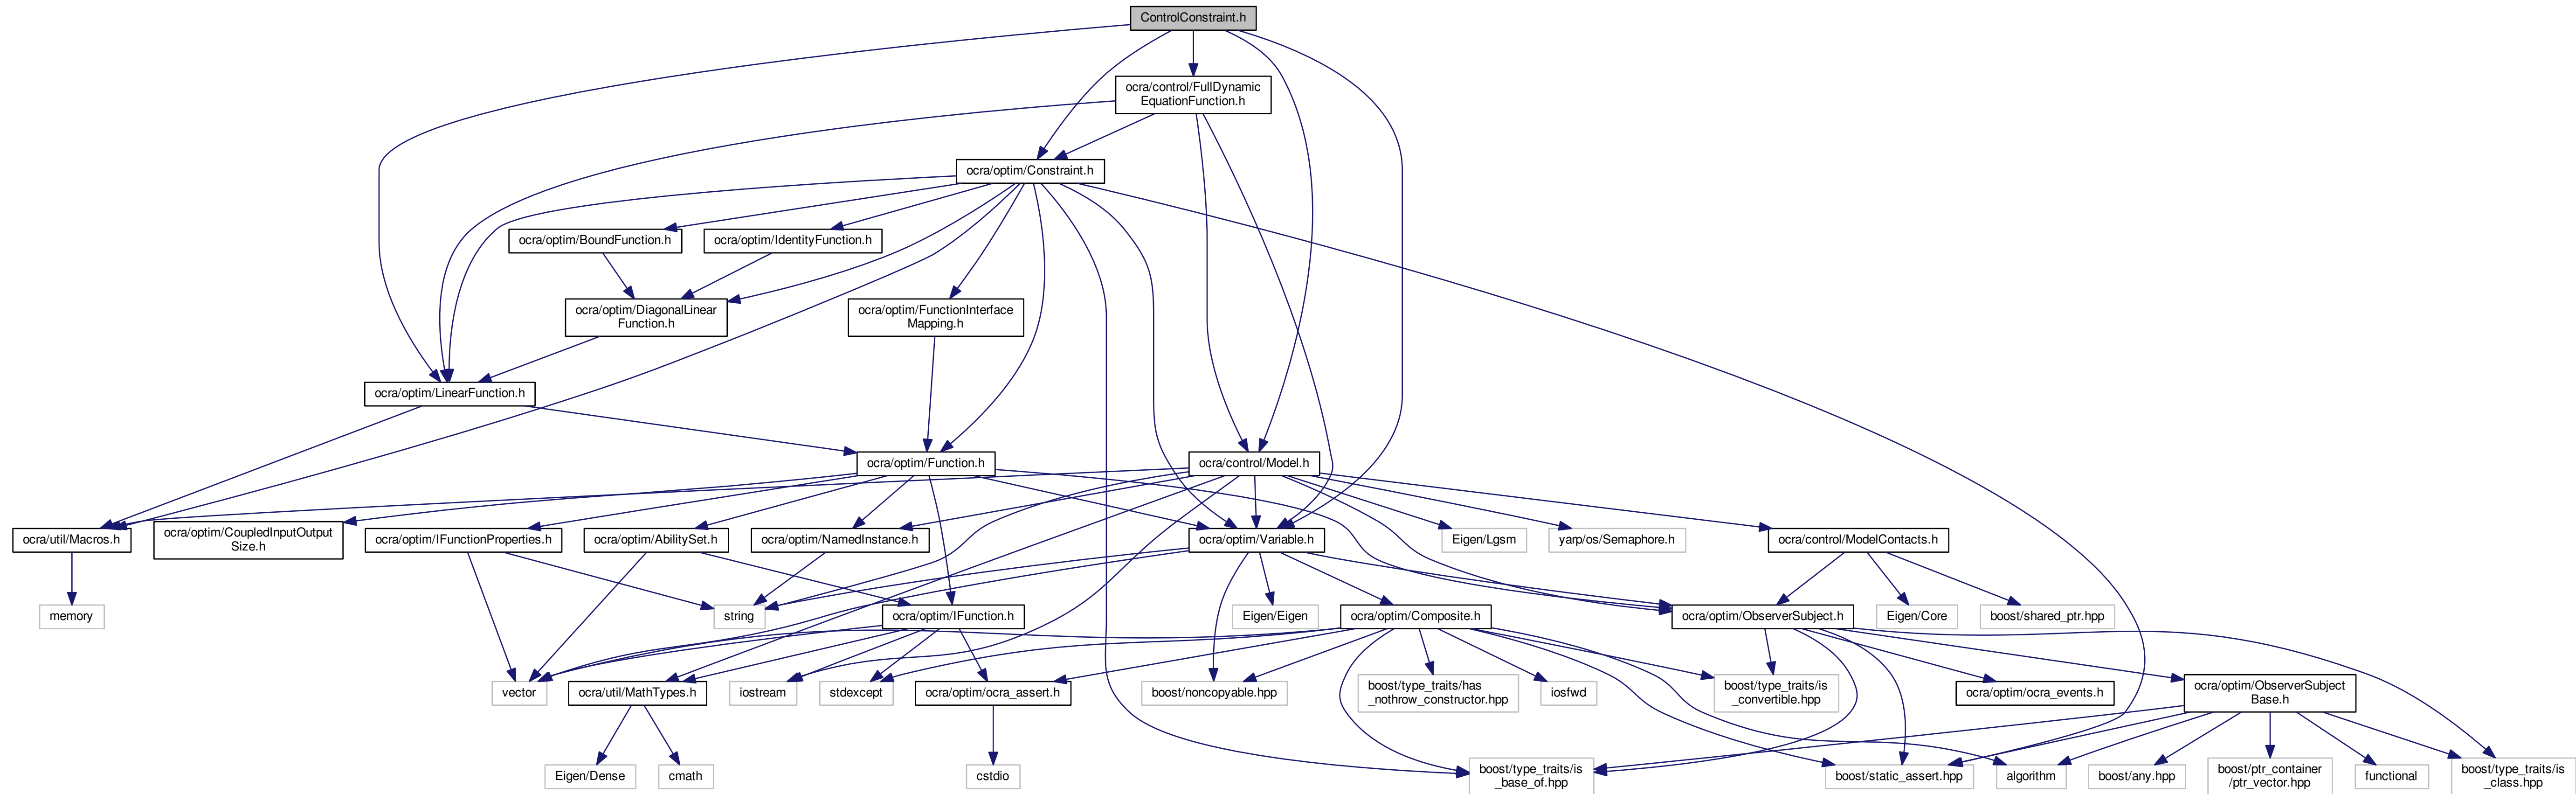 ControlConstraint.h
ocra/control/FullDynamic
EquationFunction.h
ocra/optim/Constraint.h
ocra/optim/BoundFunction.h
ocra/optim/IdentityFunction.h
ocra/optim/DiagonalLinear
Function.h
ocra/optim/FunctionInterface
Mapping.h
ocra/optim/LinearFunction.h
ocra/optim/Function.h
ocra/control/Model.h
ocra/util/Macros.h
ocra/optim/CoupledInputOutput
Size.h
ocra/optim/IFunctionProperties.h
ocra/optim/AbilitySet.h
ocra/optim/NamedInstance.h
ocra/optim/Variable.h
Eigen/Lgsm
yarp/os/Semaphore.h
ocra/control/ModelContacts.h
memory
string
ocra/optim/IFunction.h
Eigen/Eigen
ocra/optim/Composite.h
ocra/optim/ObserverSubject.h
Eigen/Core
boost/shared_ptr.hpp
vector
ocra/util/MathTypes.h
iostream
stdexcept
ocra/optim/ocra_assert.h
boost/noncopyable.hpp
boost/type_traits/has
_nothrow_constructor.hpp
iosfwd
boost/type_traits/is
_convertible.hpp
ocra/optim/ocra_events.h
ocra/optim/ObserverSubject
Base.h
Eigen/Dense
cmath
cstdio
boost/type_traits/is
_base_of.hpp
boost/static_assert.hpp
algorithm
boost/any.hpp
boost/ptr_container
/ptr_vector.hpp
functional
boost/type_traits/is
_class.hpp